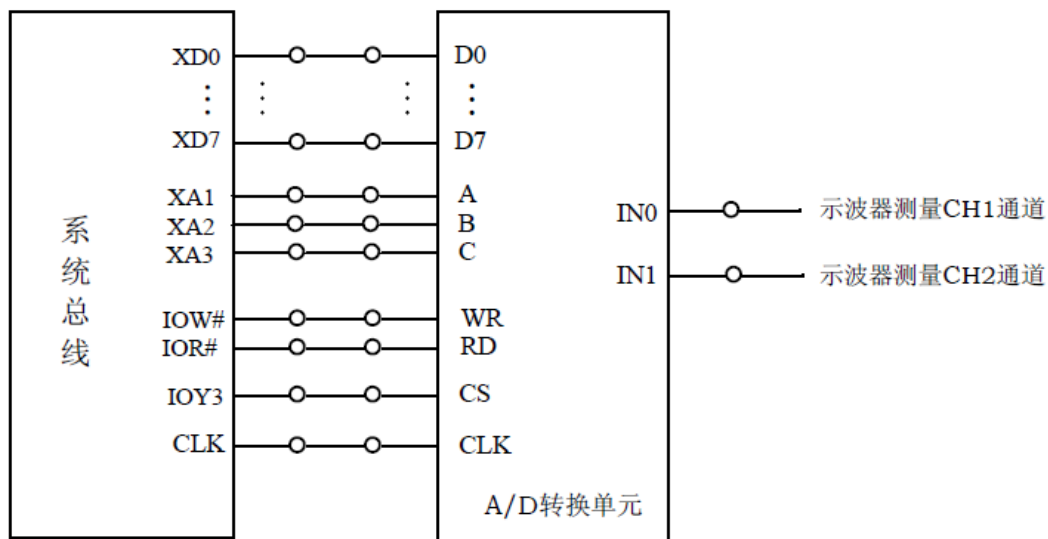 XD0 D0
XD7 D7
XA1 A
XA2 B
XA3 C
IOW# WR
IOR# RD
IOY3 CS
CLK CLK
系统总线
A/D转换单元
IN0 示波器测量CH1通道
IN1 示波器测量CH2通道